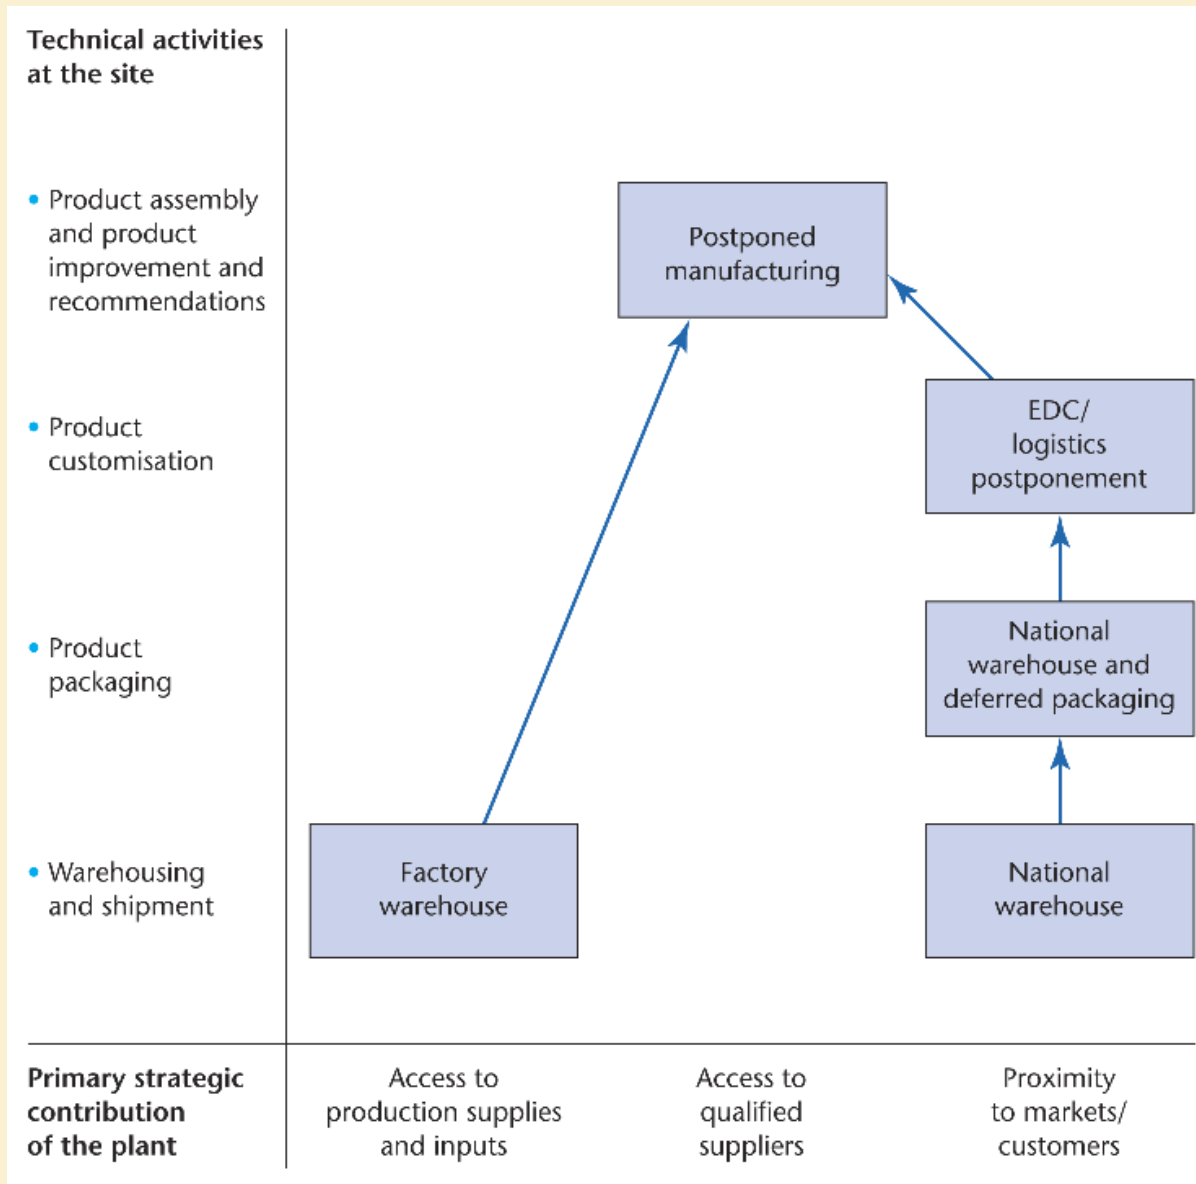 Technical activities
at the site
• Product assembly
and product
improvement and
recommendations
Postponed
manufacturing
• Product
customisation
EDC/
logistics
postponement
• Product
packaging
National
warehouse and
deferred packaging
• Warehousing
and shipment
Factory
warehouse
National
warehouse
Primary strategic
contribution
of the plant
Access to
production supplies
and inputs
Access to
qualified
suppliers
Proximity
to markets/
customers